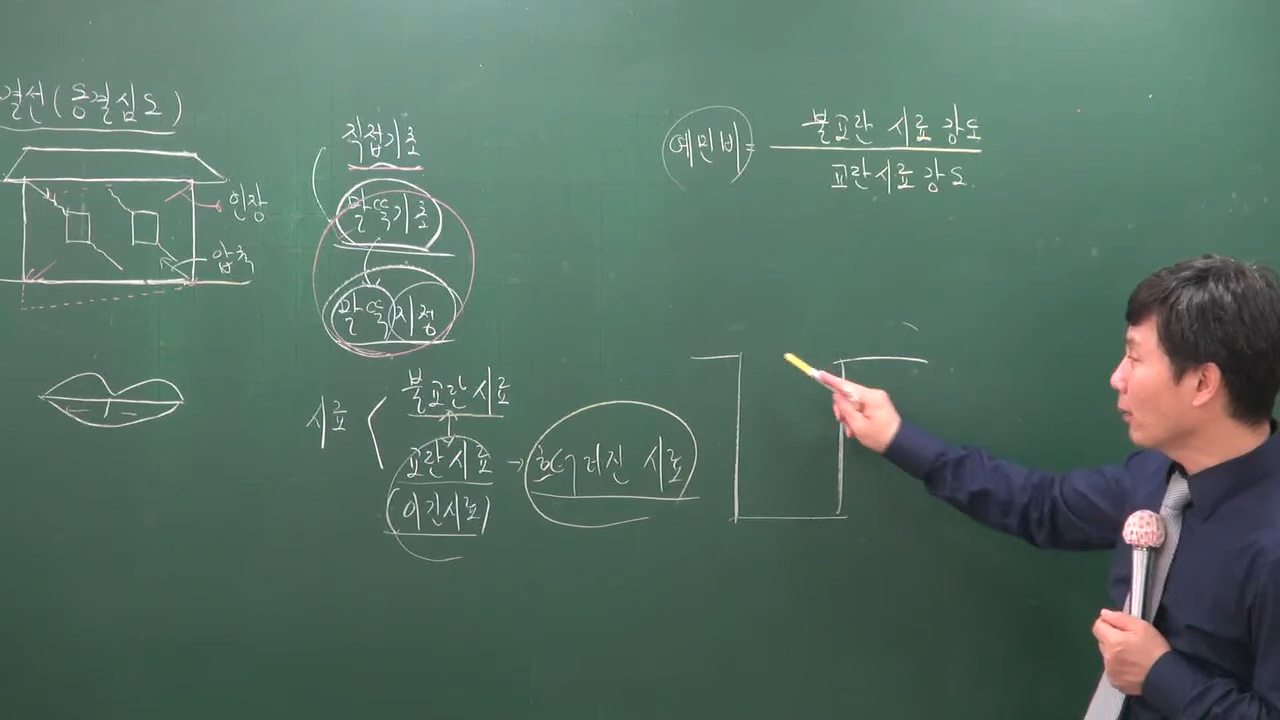 결선(동결심도)
인장
압축
직접기초
말뚝기초
말뚝지정
시료
불교란 시료
교란시료 → 흐트러진 시료
(이긴시료)
예민비 = 불교란 시료 강도
교란시료 강도